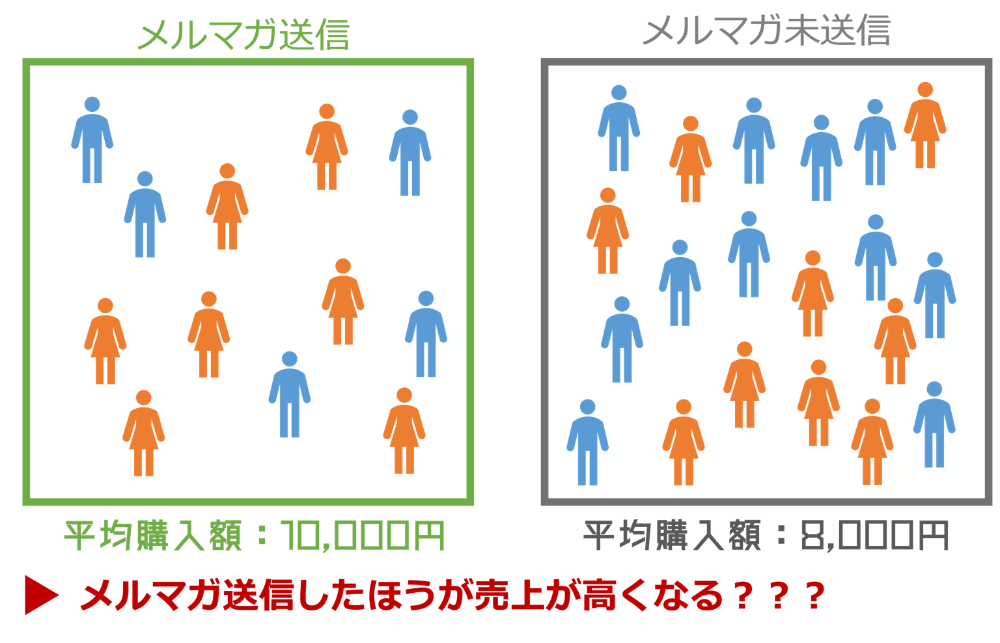 メルマガ送信
メルマガ未送信
平均購入額：10,000円
平均購入額：8,000円
メルマガ送信したほうが売上が高くなる？？？